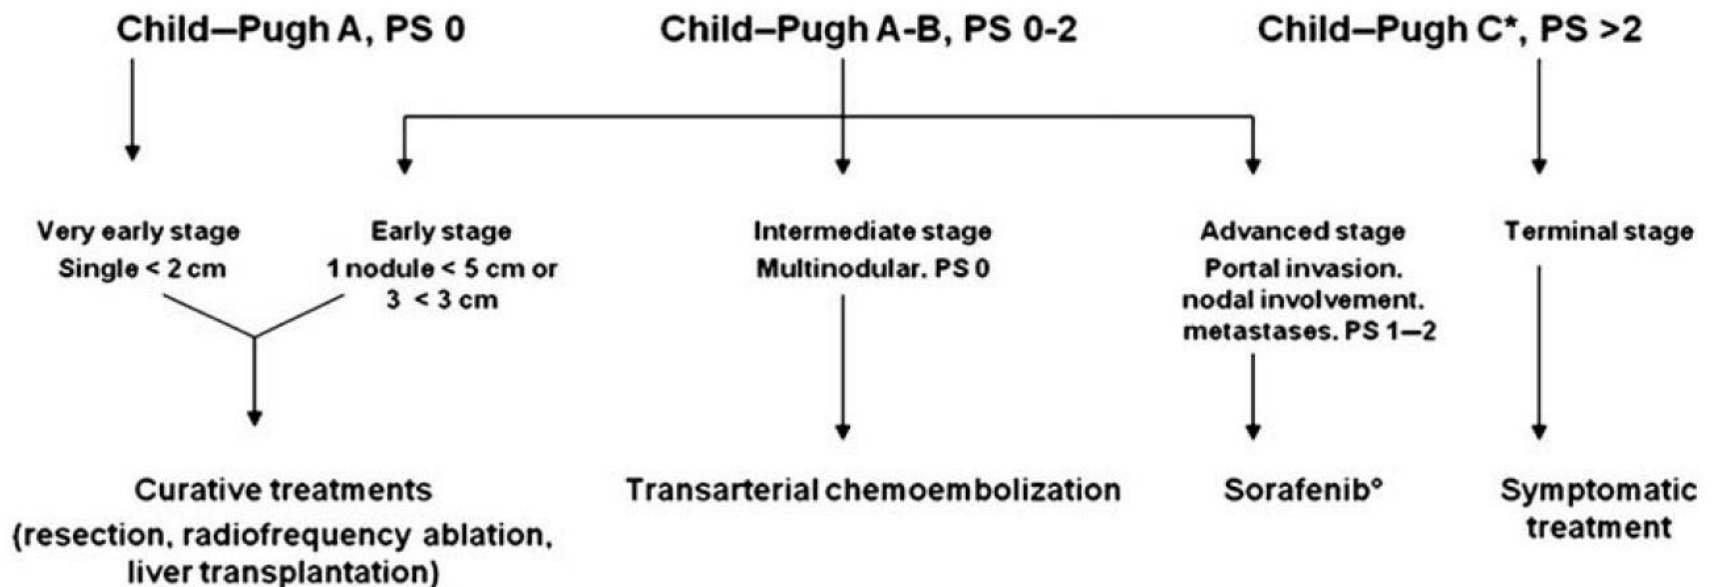 Child–Pugh A, PS 0
Child–Pugh A-B, PS 0-2
Child–Pugh C*, PS >2
Very early stage
Single < 2 cm
Early stage
1 nodule < 5 cm or
3 < 3 cm
Intermediate stage
Multinodular. PS 0
Advanced stage
Portal invasion.
nodal involvement.
metastases. PS 1–2
Terminal stage
Curative treatments
(resection, radiofrequency ablation,
liver transplantation)
Transarterial chemoembolization
Sorafenib°
Symptomatic
treatment